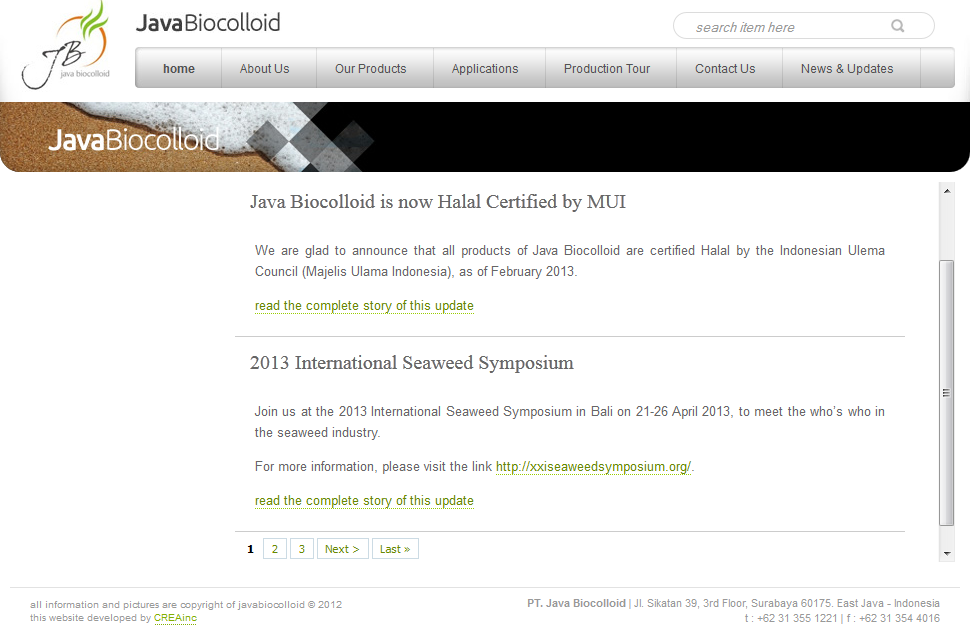 JB
java biocolloid
JavaBiocolloid
search item here
home About Us Our Products Applications Production Tour Contact Us News & Updates
JavaBiocolloid
Java Biocolloid is now Halal Certified by MUI
We are glad to announce that all products of Java Biocolloid are certified Halal by the Indonesian Ulema
Council (Majelis Ulama Indonesia), as of February 2013.
read the complete story of this update
2013 International Seaweed Symposium
Join us at the 2013 International Seaweed Symposium in Bali on 21-26 April 2013, to meet the who's who in
the seaweed industry.
For more information, please visit the link http://xxiseaweedsymposium.org/.
read the complete story of this update
1 2 3 Next > Last »
all information and pictures are copyright of javabiocolloid © 2012
this website developed by CREAinc
PT. Java Biocolloid | Jl. Sikatan 39, 3rd Floor, Surabaya 60175. East Java - Indonesia
t : +62 31 355 1221 | f : +62 31 354 4016